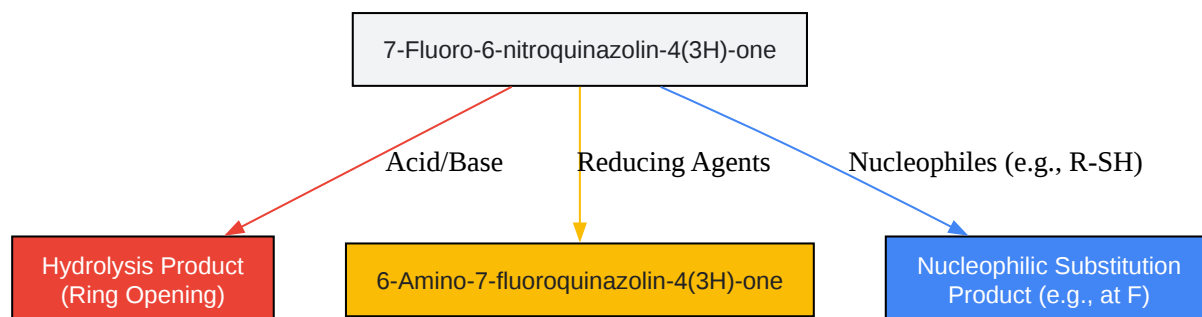 7-Fluoro-6-nitroquinazolin-4(3H)-one
Acid/Base
Reducing Agents
Nucleophiles (e.g., R-SH)
Hydrolysis Product
(Ring Opening)
6-Amino-7-fluoroquinazolin-4(3H)-one
Nucleophilic Substitution
Product (e.g., at F)